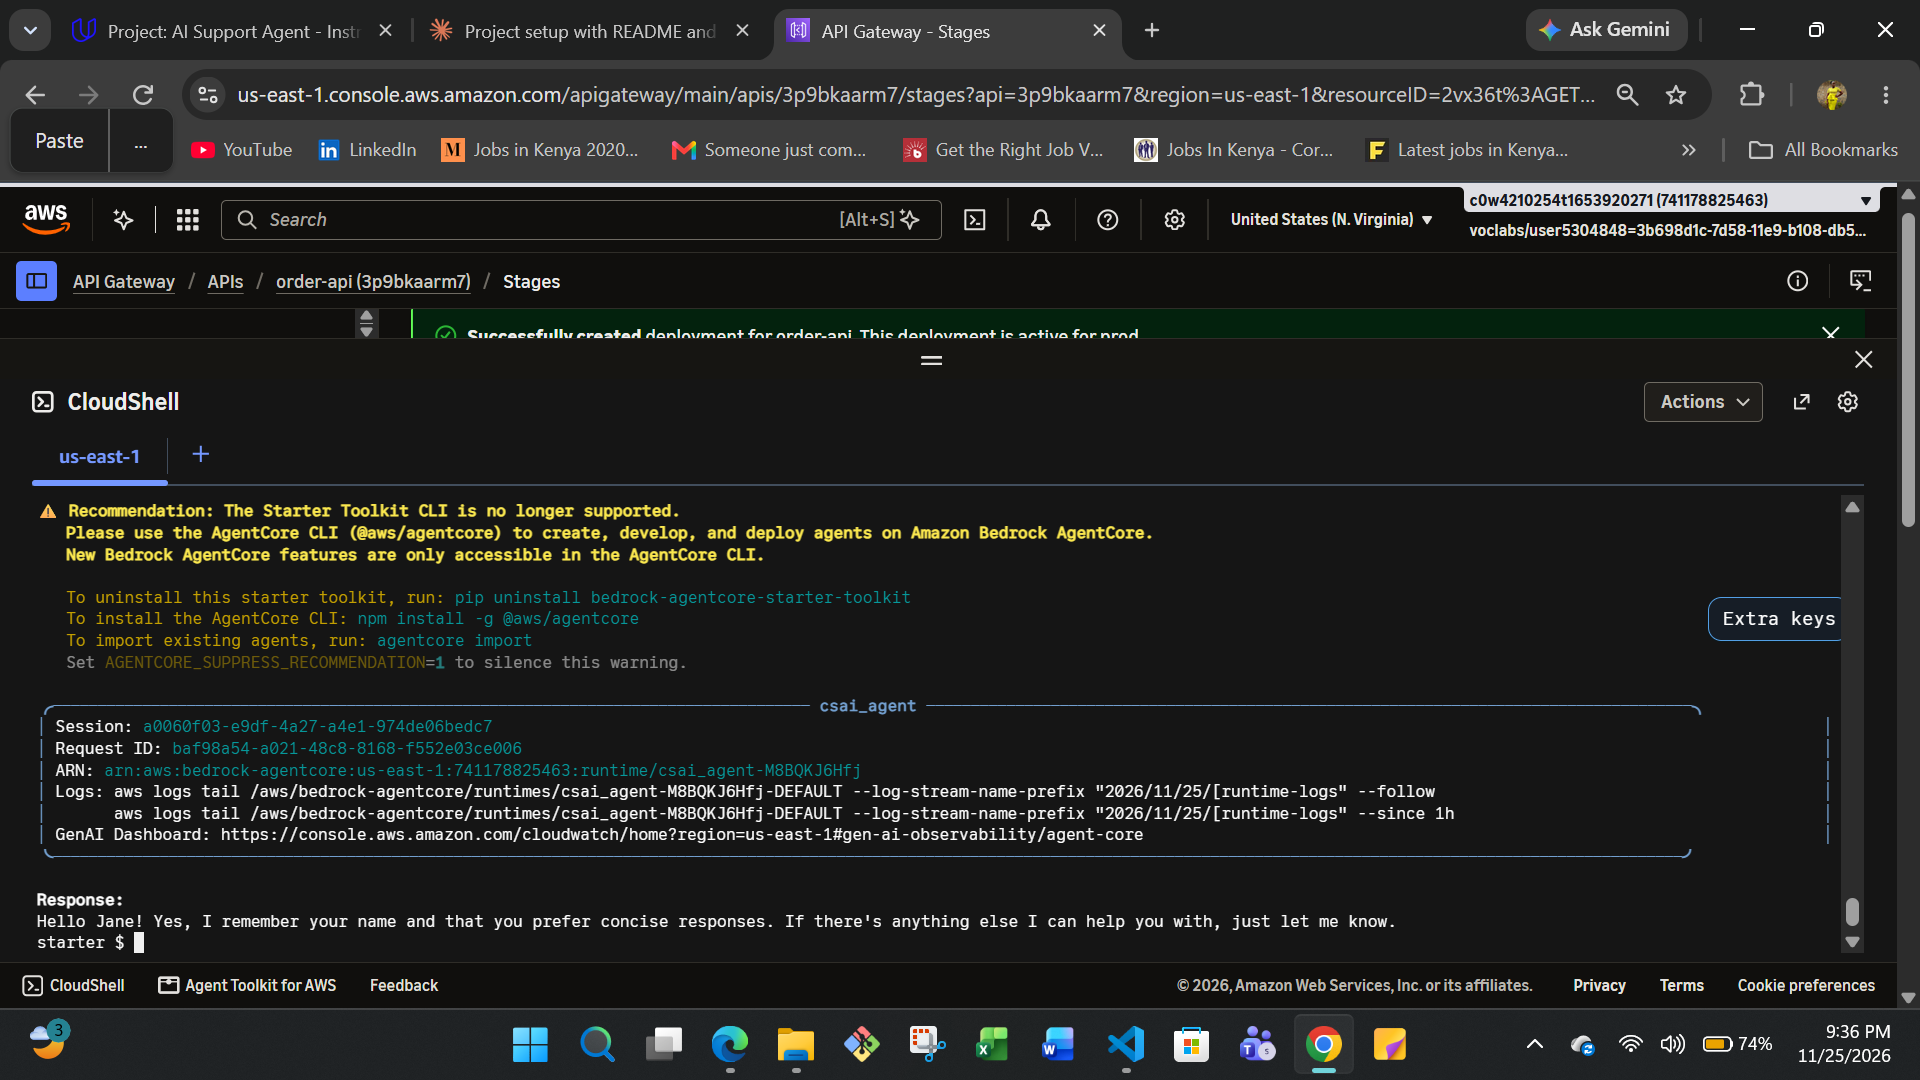 Project: AI Support Agent - Instr
Project setup with README and
API Gateway - Stages
Ask Gemini
us-east-1.console.aws.amazon.com/apigateway/main/apis/3p9bkaarm7/stages?api=3p9bkaarm7&region=us-east-1&resourceID=2vx36t%3AGET...
Paste
...
YouTube
LinkedIn
Jobs in Kenya 2020...
Someone just com...
Get the Right Job V...
Jobs In Kenya - Cor...
Latest jobs in Kenya...
All Bookmarks
aws
Search
[Alt+S]
United States (N. Virginia)
c0w4210254t1653920271 (741178825463)
voclabs/user5304848=3b698d1c-7d58-11e9-b108-db5...
API Gateway / APIs / order-api (3p9bkaarm7) / Stages
Successfully created deployment for order-api. This deployment is active for prod.
CloudShell
Actions
us-east-1
Recommendation: The Starter Toolkit CLI is no longer supported.
Please use the AgentCore CLI (@aws/agentcore) to create, develop, and deploy agents on Amazon Bedrock AgentCore.
New Bedrock AgentCore features are only accessible in the AgentCore CLI.
To uninstall this starter toolkit, run: pip uninstall bedrock-agentcore-starter-toolkit
To install the AgentCore CLI: npm install -g @aws/agentcore
To import existing agents, run: agentcore import
Set AGENTCORE_SUPPRESS_RECOMMENDATION=1 to silence this warning.
Extra keys
csai_agent
Session: a0060f03-e9df-4a27-a4e1-974de06bedc7
Request ID: baf98a54-a021-48c8-8168-f552e03ce006
ARN: arn:aws:bedrock-agentcore:us-east-1:741178825463:runtime/csai_agent-M8BQKJ6Hfj
Logs: aws logs tail /aws/bedrock-agentcore/runtimes/csai_agent-M8BQKJ6Hfj-DEFAULT --log-stream-name-prefix "2026/11/25/[runtime-logs" --follow
aws logs tail /aws/bedrock-agentcore/runtimes/csai_agent-M8BQKJ6Hfj-DEFAULT --log-stream-name-prefix "2026/11/25/[runtime-logs" --since 1h
GenAI Dashboard: https://console.aws.amazon.com/cloudwatch/home?region=us-east-1#gen-ai-observability/agent-core
Response:
Hello Jane! Yes, I remember your name and that you prefer concise responses. If there's anything else I can help you with, just let me know.
starter $
CloudShell
Agent Toolkit for AWS
Feedback
© 2026, Amazon Web Services, Inc. or its affiliates.
Privacy
Terms
Cookie preferences
3
74%
9:36 PM
11/25/2026